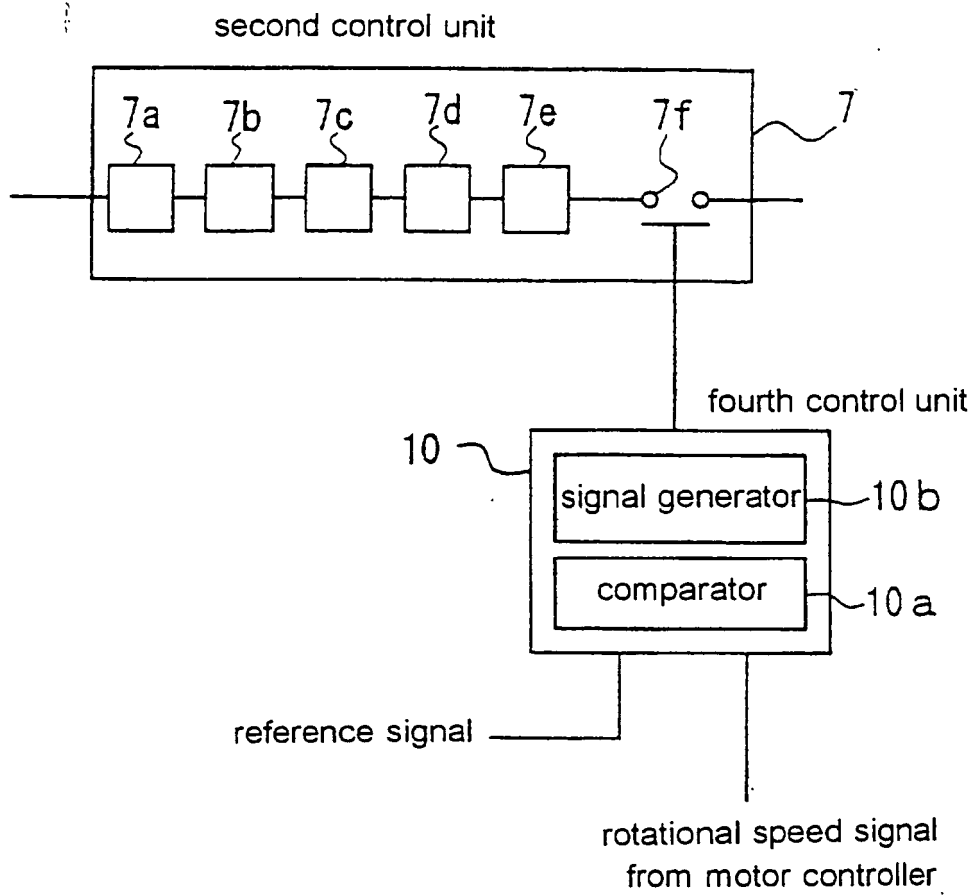 second control unit
7a 7b 7c 7d 7e 7f 7
fourth control unit
10
signal generator 10b
comparator 10a
reference signal
rotational speed signal
from motor controller